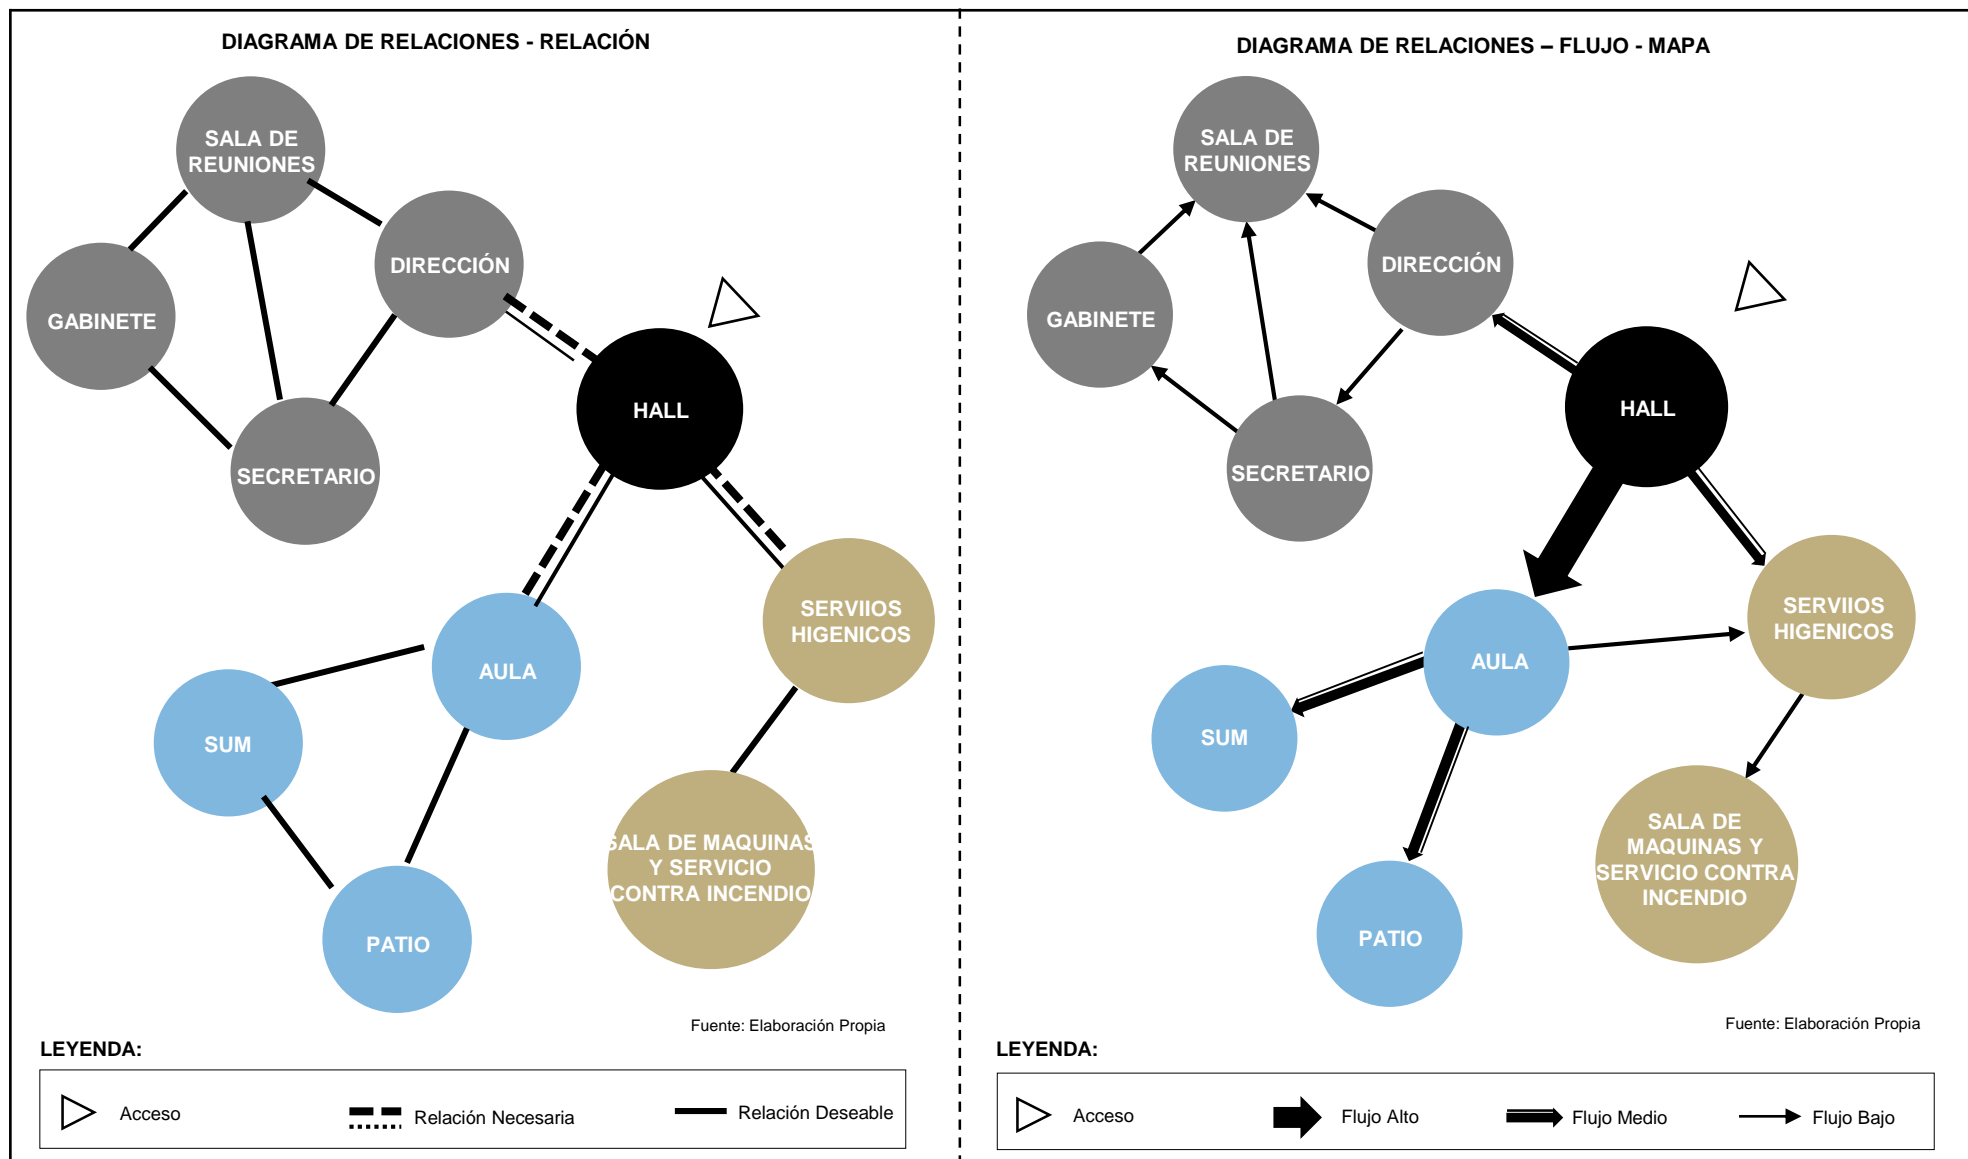 DIAGRAMA DE RELACIONES - RELACIÓN
SALA DE
REUNIONES
DIRECCIÓN
GABINETE
HALL
SECRETARIO
SERVIIOS
HIGENICOS
AULA
SUM
SALA DE MAQUINAS
Y SERVICIO
CONTRA INCENDIO
PATIO
Fuente: Elaboración Propia
LEYENDA:
Acceso
Relación Necesaria
Relación Deseable
DIAGRAMA DE RELACIONES – FLUJO - MAPA
SALA DE
REUNIONES
DIRECCIÓN
GABINETE
HALL
SECRETARIO
SERVIIOS
HIGENICOS
AULA
SUM
SALA DE
MAQUINAS Y
SERVICIO CONTRA
INCENDIO
PATIO
Fuente: Elaboración Propia
LEYENDA:
Acceso
Flujo Alto
Flujo Medio
Flujo Bajo